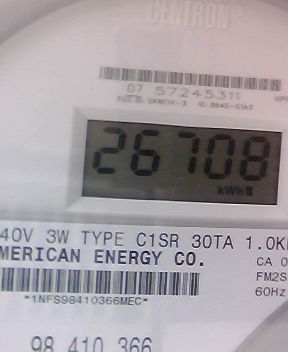 CENTRON®
07 57245311
26708
kWh
40V 3W TYPE C1SR 30TA 1.0K
MERICAN ENERGY CO.
CA 0
FM2S
60Hz
*1NFS98410366MEC*
98 410 366